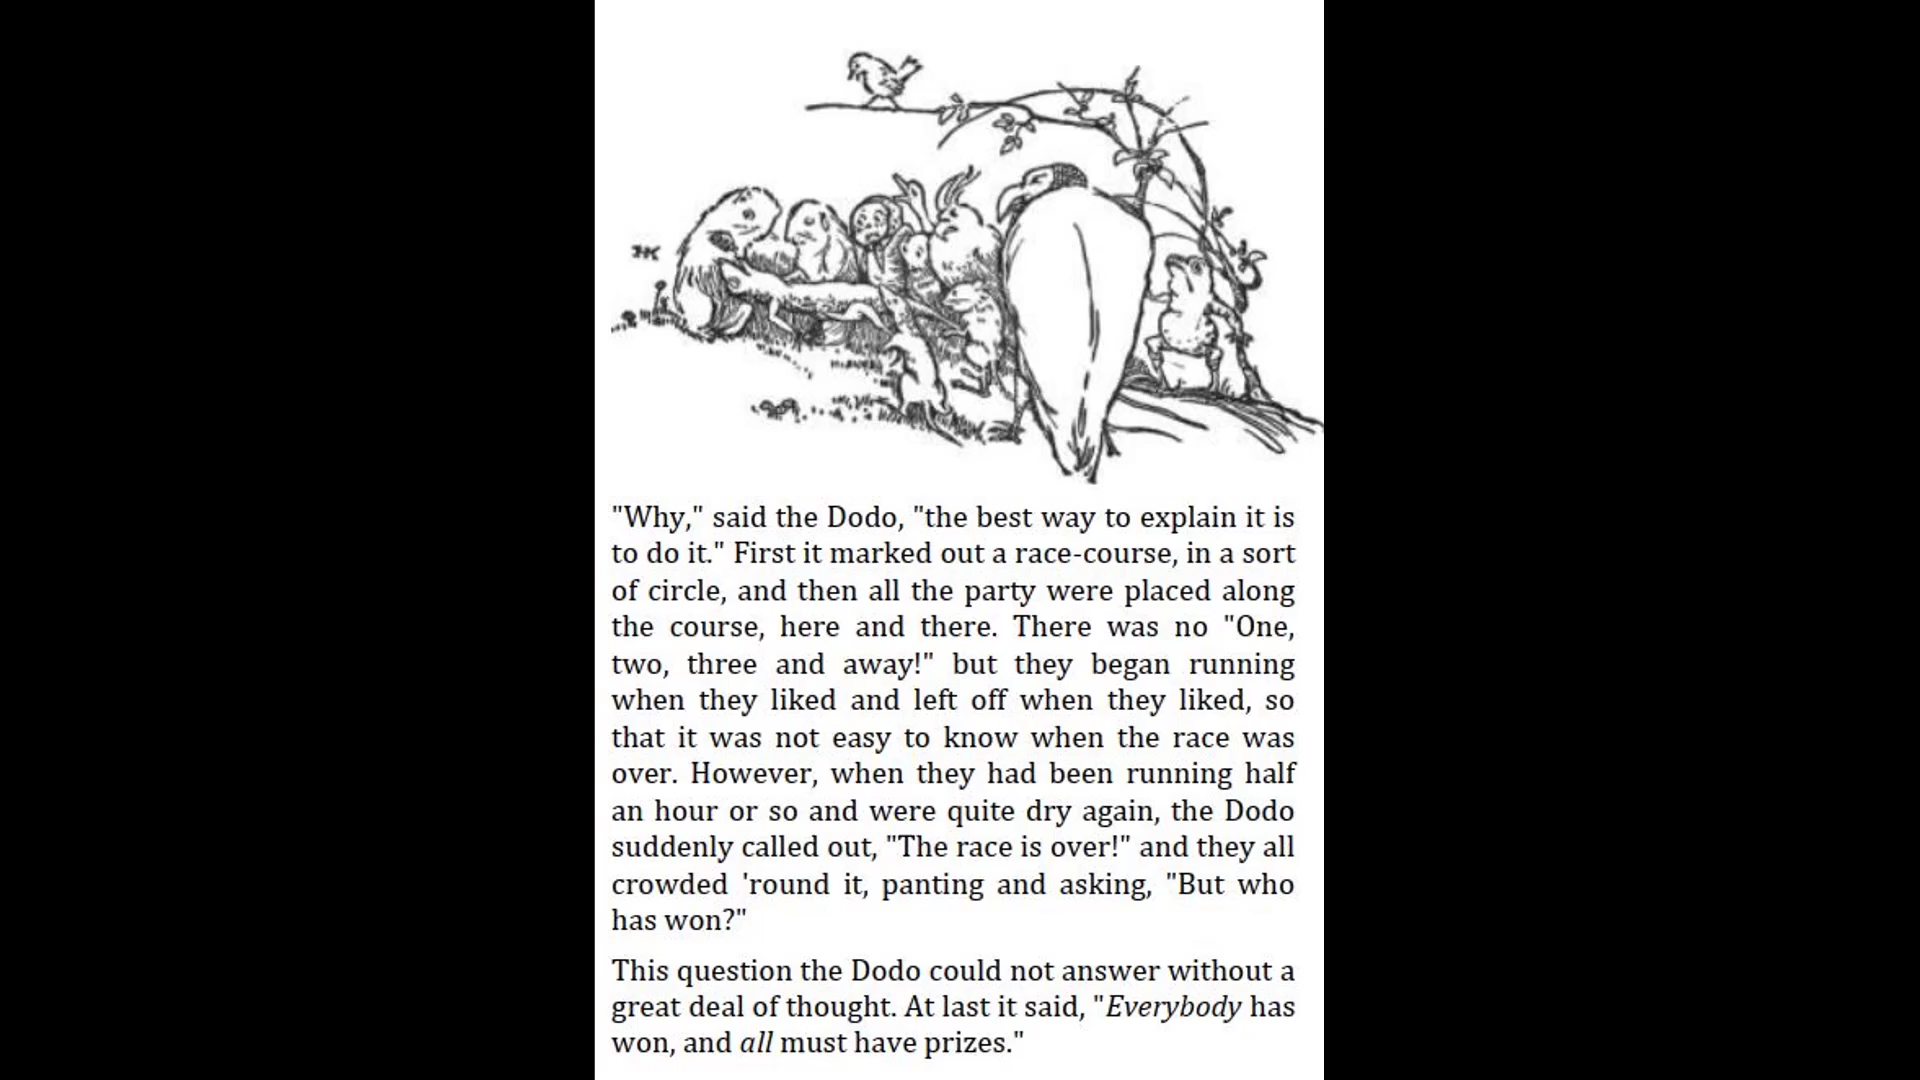 "Why," said the Dodo, "the best way to explain it is
to do it." First it marked out a race-course, in a sort
of circle, and then all the party were placed along
the course, here and there. There was no "One,
two, three and away!" but they began running
when they liked and left off when they liked, so
that it was not easy to know when the race was
over. However, when they had been running half
an hour or so and were quite dry again, the Dodo
suddenly called out, "The race is over!" and they all
crowded 'round it, panting and asking, "But who
has won?"
This question the Dodo could not answer without a
great deal of thought. At last it said, "Everybody has
won, and all must have prizes."